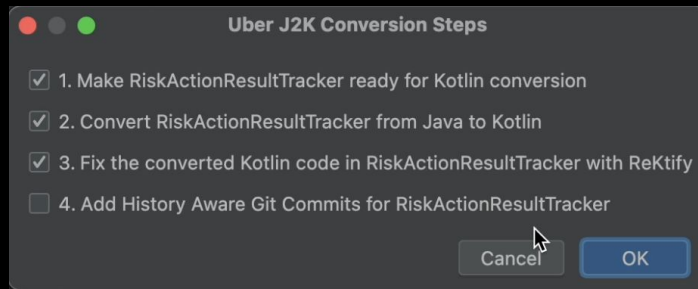 Uber J2K Conversion Steps
1. Make RiskActionResultTracker ready for Kotlin conversion
2. Convert RiskActionResultTracker from Java to Kotlin
3. Fix the converted Kotlin code in RiskActionResultTracker with ReKtify
4. Add History Aware Git Commits for RiskActionResultTracker
Cancel OK